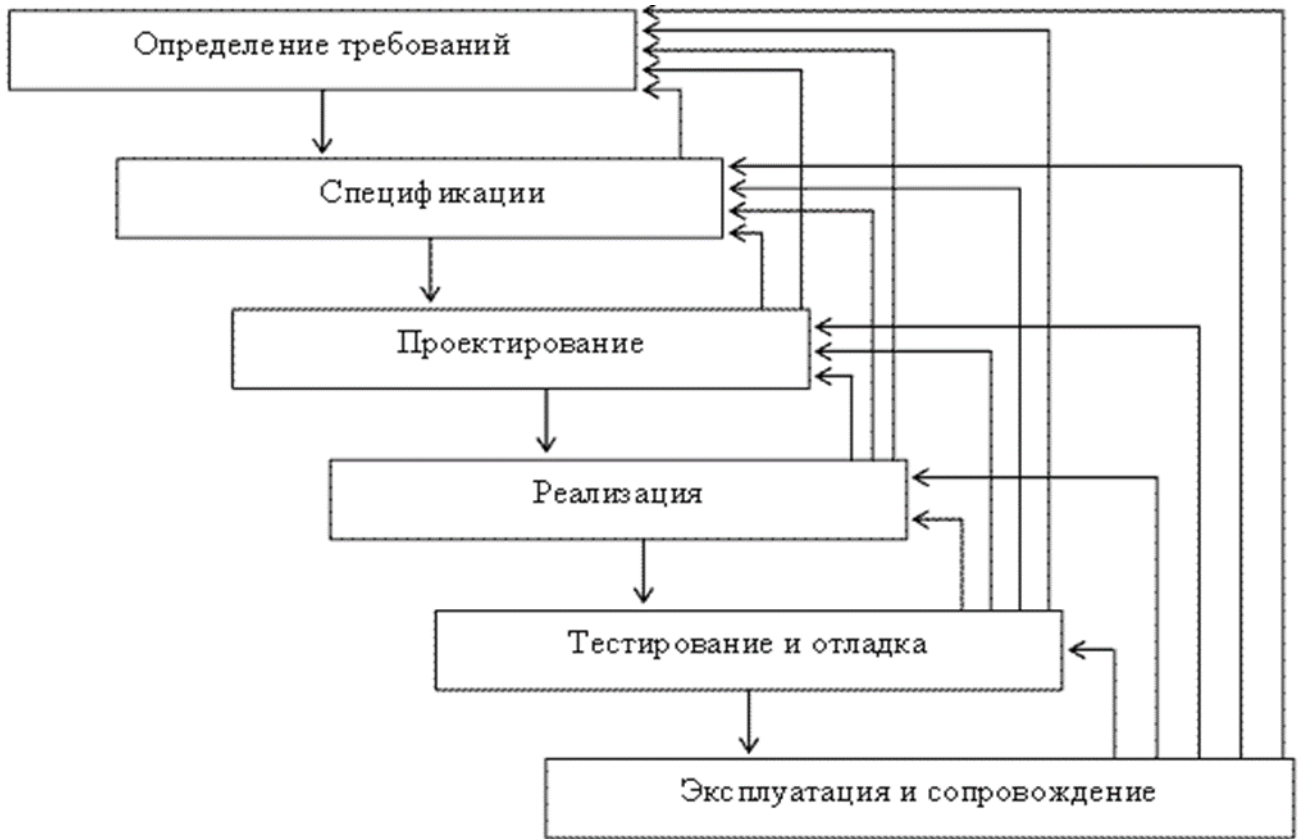 Определение требований
Спецификации
Проектирование
Реализация
Тестирование и отладка
Эксплуатация и сопровождение